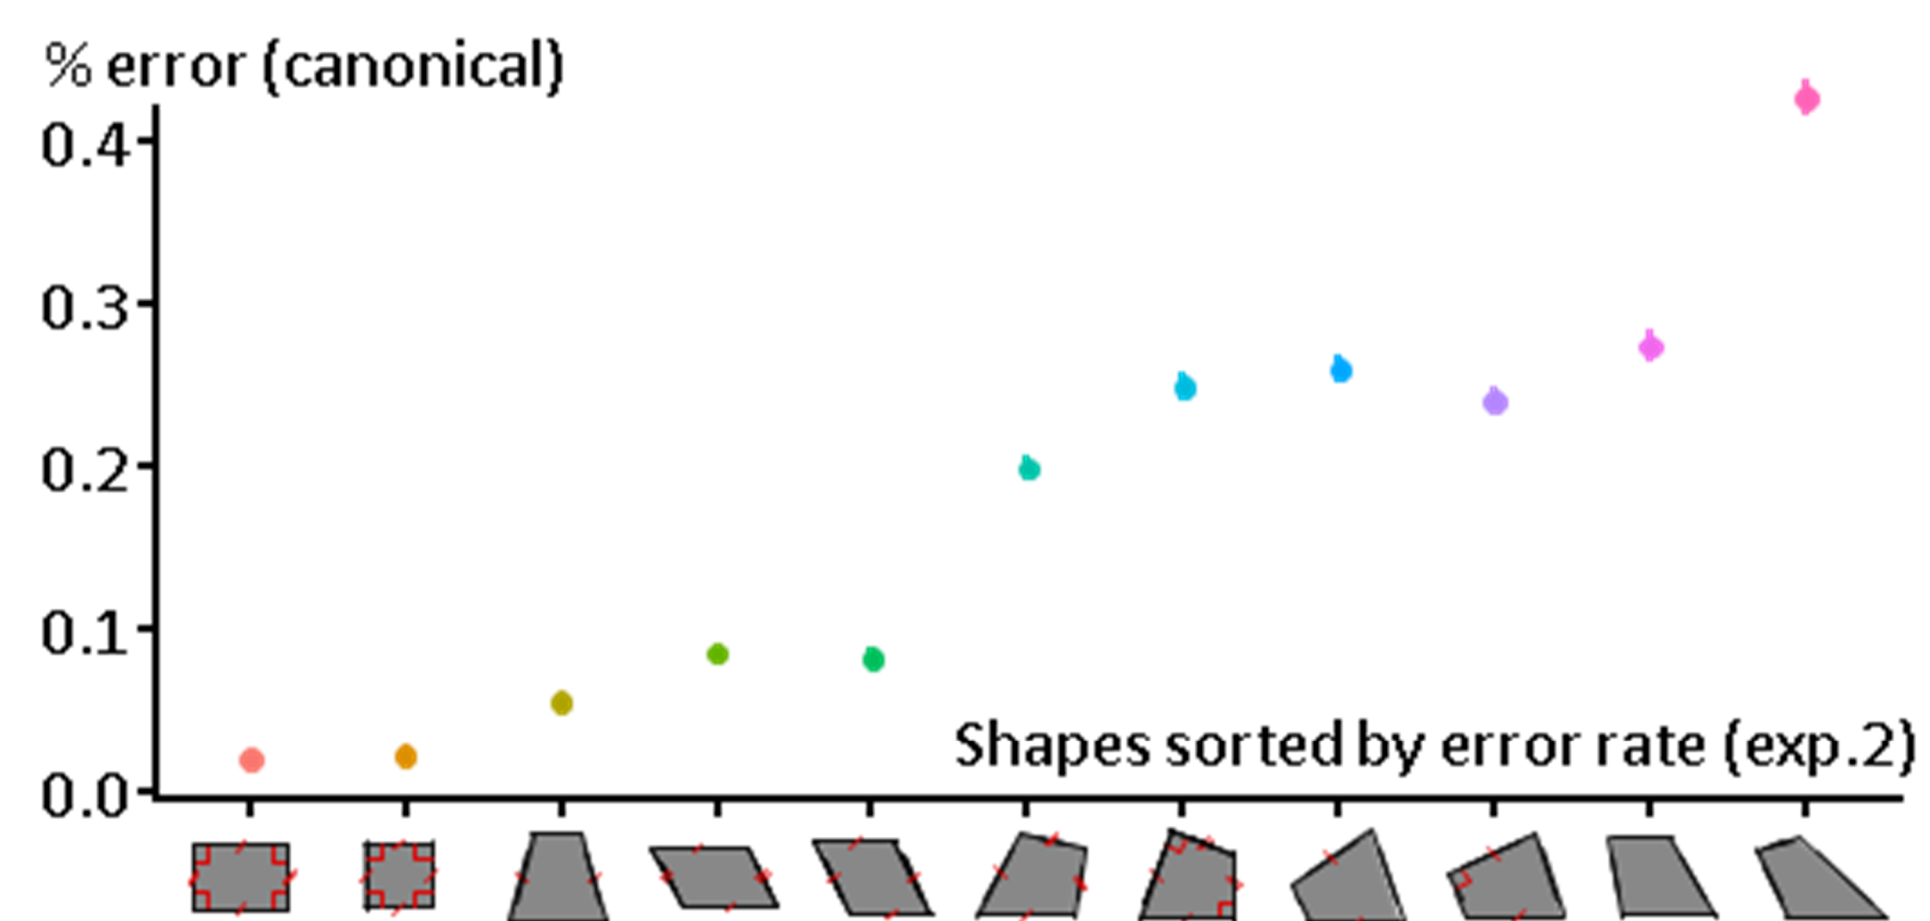 % error (canonical)
0.4
0.3
0.2
0.1
Shapes sorted by error rate (exp.2)
0.0